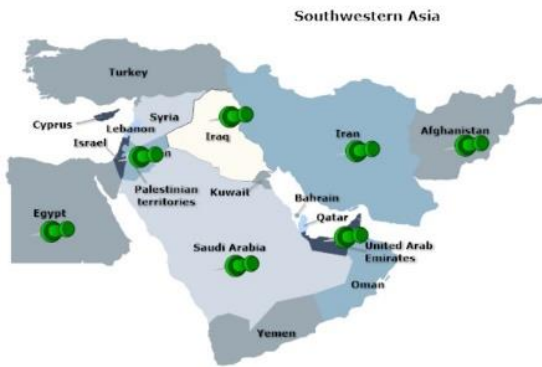 Southwestern Asia
Turkey
Cyprus
Syria
Lebanon
Israel
Iraq
Iran
Afghanistan
n
Palestinian
territories
Kuwait
Bahrain
Qatar
Egypt
Saudi Arabia
United Arab
Emirates
Oman
Yemen